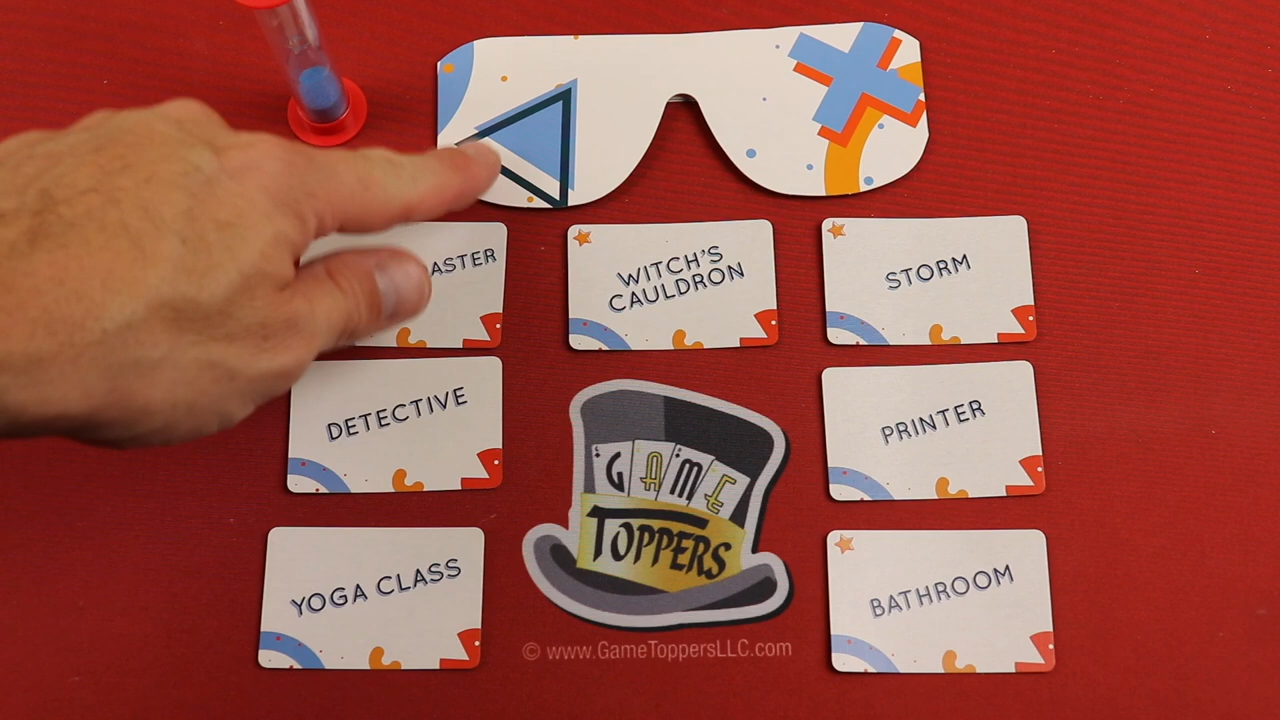 WITCH'S
CAULDRON
STORM
DETECTIVE
PRINTER
GAME
TOPPERS
YOGA CLASS
BATHROOM
© www.GameToppersLLC.com